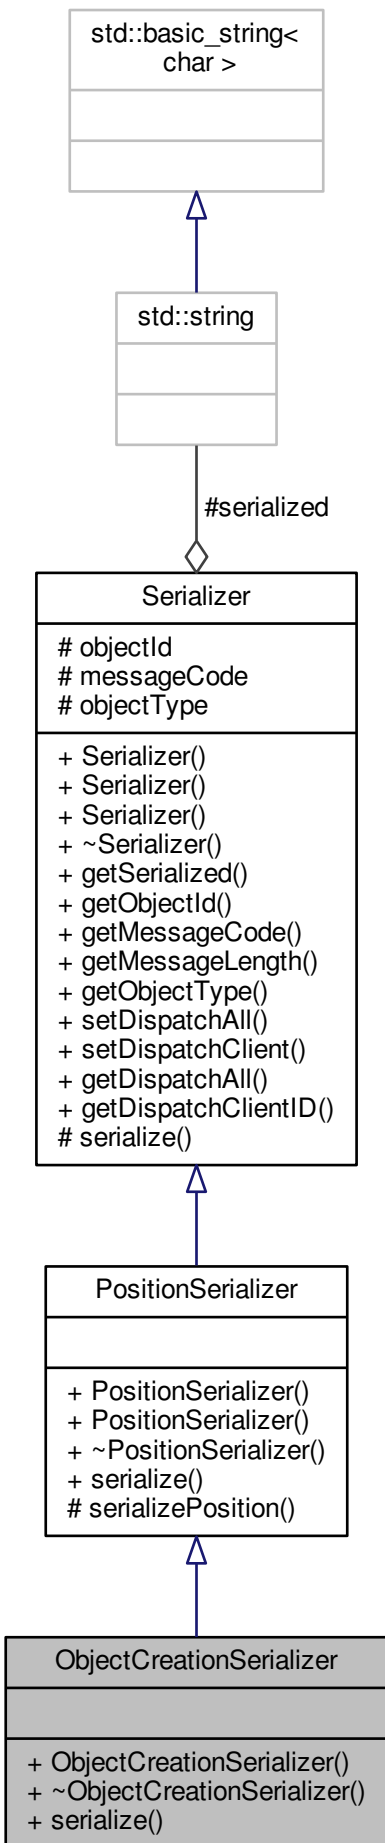 std::basic_string<
char >
std::string
#serialized
Serializer
# objectId
# messageCode
# objectType
+ Serializer()
+ Serializer()
+ Serializer()
+ ~Serializer()
+ getSerialized()
+ getObjectId()
+ getMessageCode()
+ getMessageLength()
+ getObjectType()
+ setDispatchAll()
+ setDispatchClient()
+ getDispatchAll()
+ getDispatchClientID()
# serialize()
PositionSerializer
+ PositionSerializer()
+ PositionSerializer()
+ ~PositionSerializer()
+ serialize()
# serializePosition()
ObjectCreationSerializer
+ ObjectCreationSerializer()
+ ~ObjectCreationSerializer()
+ serialize()